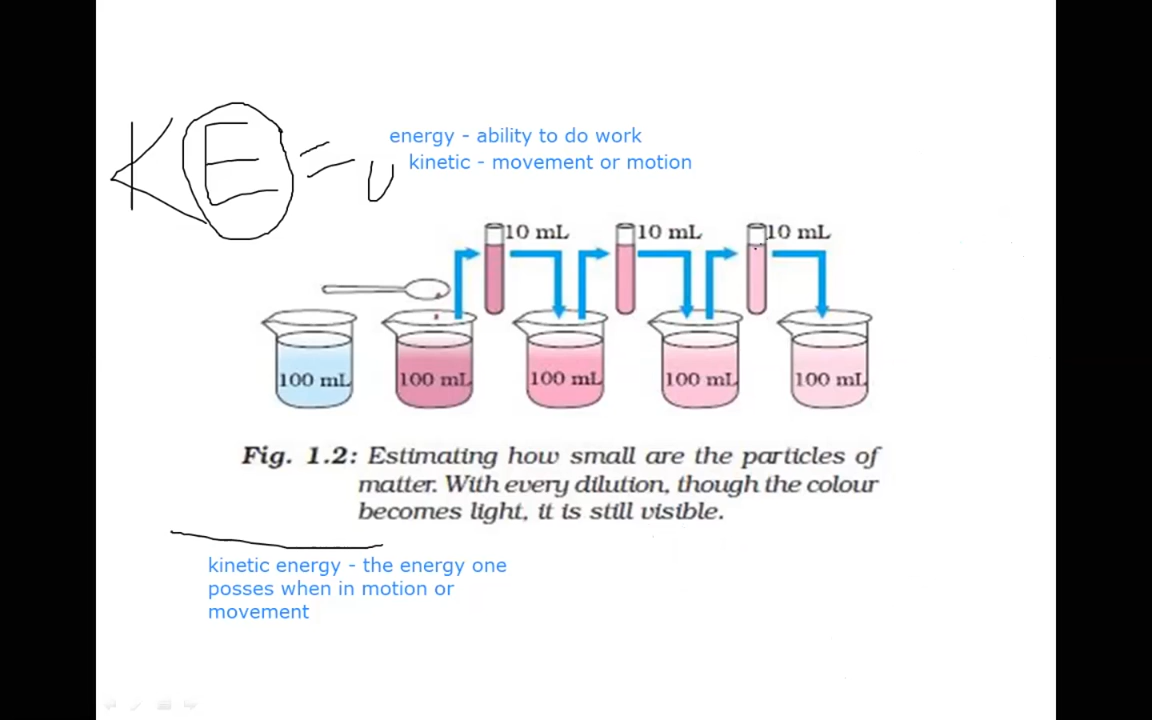 KE = 0
energy - ability to do work
kinetic - movement or motion
10 mL 10 mL 10 mL
100 mL 100 mL 100 mL 100 mL 100 mL
Fig. 1.2: Estimating how small are the particles of
matter. With every dilution, though the colour
becomes light, it is still visible.
kinetic energy - the energy one
posses when in motion or
movement